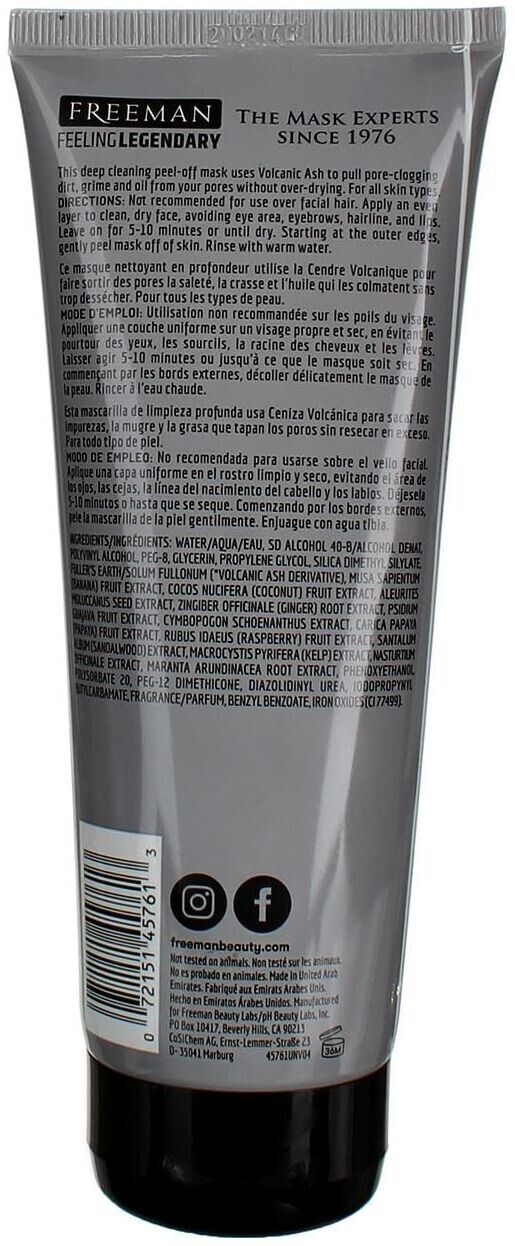 FREEMAN
FEELING LEGENDARY
THE MASK EXPERTS
SINCE 1976
This deep cleaning peel-off mask uses Volcanic Ash to pull pore-clogging
dirt, grime and oil from your pores without over-drying. For all skin types.
DIRECTIONS: Not recommended for use over facial hair. Apply an even
layer to clean, dry face, avoiding eye area, eyebrows, hairline, and lips.
Leave on for 5-10 minutes or until dry. Starting at the outer edges,
gently peel mask off of skin. Rinse with warm water.
Ce masque nettoyant en profondeur utilise la Cendre Volcanique pour
faire sortir des pores la saleté, la crasse et l'huile qui les colmatent sans
trop dessécher. Pour tous les types de peau.
MODE D'EMPLOI: Utilisation non recommandée sur les poils du visage.
Appliquer une couche uniforme sur un visage propre et sec, en évitant le
pourtour des yeux, les sourcils, la racine des cheveux et les lèvres.
Laisser agir 5-10 minutes ou jusqu'à ce que le masque soit sec. En
commençant par les bords externes, décoller délicatement le masque de
la peau. Rincer à l'eau chaude.
Esta mascarilla de limpieza profunda usa Ceniza Volcánica para sacar las
impurezas, la mugre y la grasa que tapan los poros sin resecar en exceso.
Para todo tipo de piel.
MODO DE EMPLEO: No recomendada para usarse sobre el vello facial.
Aplique una capa uniforme en el rostro limpio y seco, evitando el área de
los ojos, las cejas, la línea del nacimiento del cabello y los labios. Déjesela
5-10 minutos o hasta que se seque. Comenzando por los bordes externos,
pele la mascarilla de la piel gentilmente. Enjuague con agua tibia.
INGREDIENTS/INGRÉDIENTS: WATER/AQUA/EAU, SD ALCOHOL 40-B/ALCOHOL DENAT,
POLYVINYL ALCOHOL, PEG-8, GLYCERIN, PROPYLENE GLYCOL, SILICA DIMETHYL SILYLATE,
FULLER'S EARTH/SOLUM FULLONUM (*VOLCANIC ASH DERIVATIVE), MUSA SAPIENTUM
(BANANA) FRUIT EXTRACT, COCOS NUCIFERA (COCONUT) FRUIT EXTRACT, ALEURITES
MOLUCCANUS SEED EXTRACT, ZINGIBER OFFICINALE (GINGER) ROOT EXTRACT, PSIDIUM
GUAJAVA FRUIT EXTRACT, CYMBOPOGON SCHOENANTHUS EXTRACT, CARICA PAPAYA
(PAPAYA) FRUIT EXTRACT, RUBUS IDAEUS (RASPBERRY) FRUIT EXTRACT, SANTALUM
ALBUM (SANDALWOOD) EXTRACT, MACROCYSTIS PYRIFERA (KELP) EXTRACT, NASTURTIUM
OFFICINALE EXTRACT, MARANTA ARUNDINACEA ROOT EXTRACT, PHENOXYETHANOL,
POLYSORBATE 20, PEG-12 DIMETHICONE, DIAZOLIDINYL UREA, IODOPROPYNYL
BUTYLCARBAMATE, FRAGRANCE/PARFUM, BENZYL BENZOATE, IRON OXIDES (CI 77499).
0 72151 45761 3
freemanbeauty.com
Not tested on animals. Non testé sur les animaux.
No es probado en animales. Made in United Arab
Emirates. Fabriqué aux Emirats Arabes Unis.
Hecho en Emiratos Árabes Unidos. Manufactured
for Freeman Beauty Labs/pH Beauty Labs, Inc.
PO Box 10417, Beverly Hills, CA 90213
CoSiChem AG, Ernst-Lemmer-Straße 23
D- 35041 Marburg 45761UNV04
36M